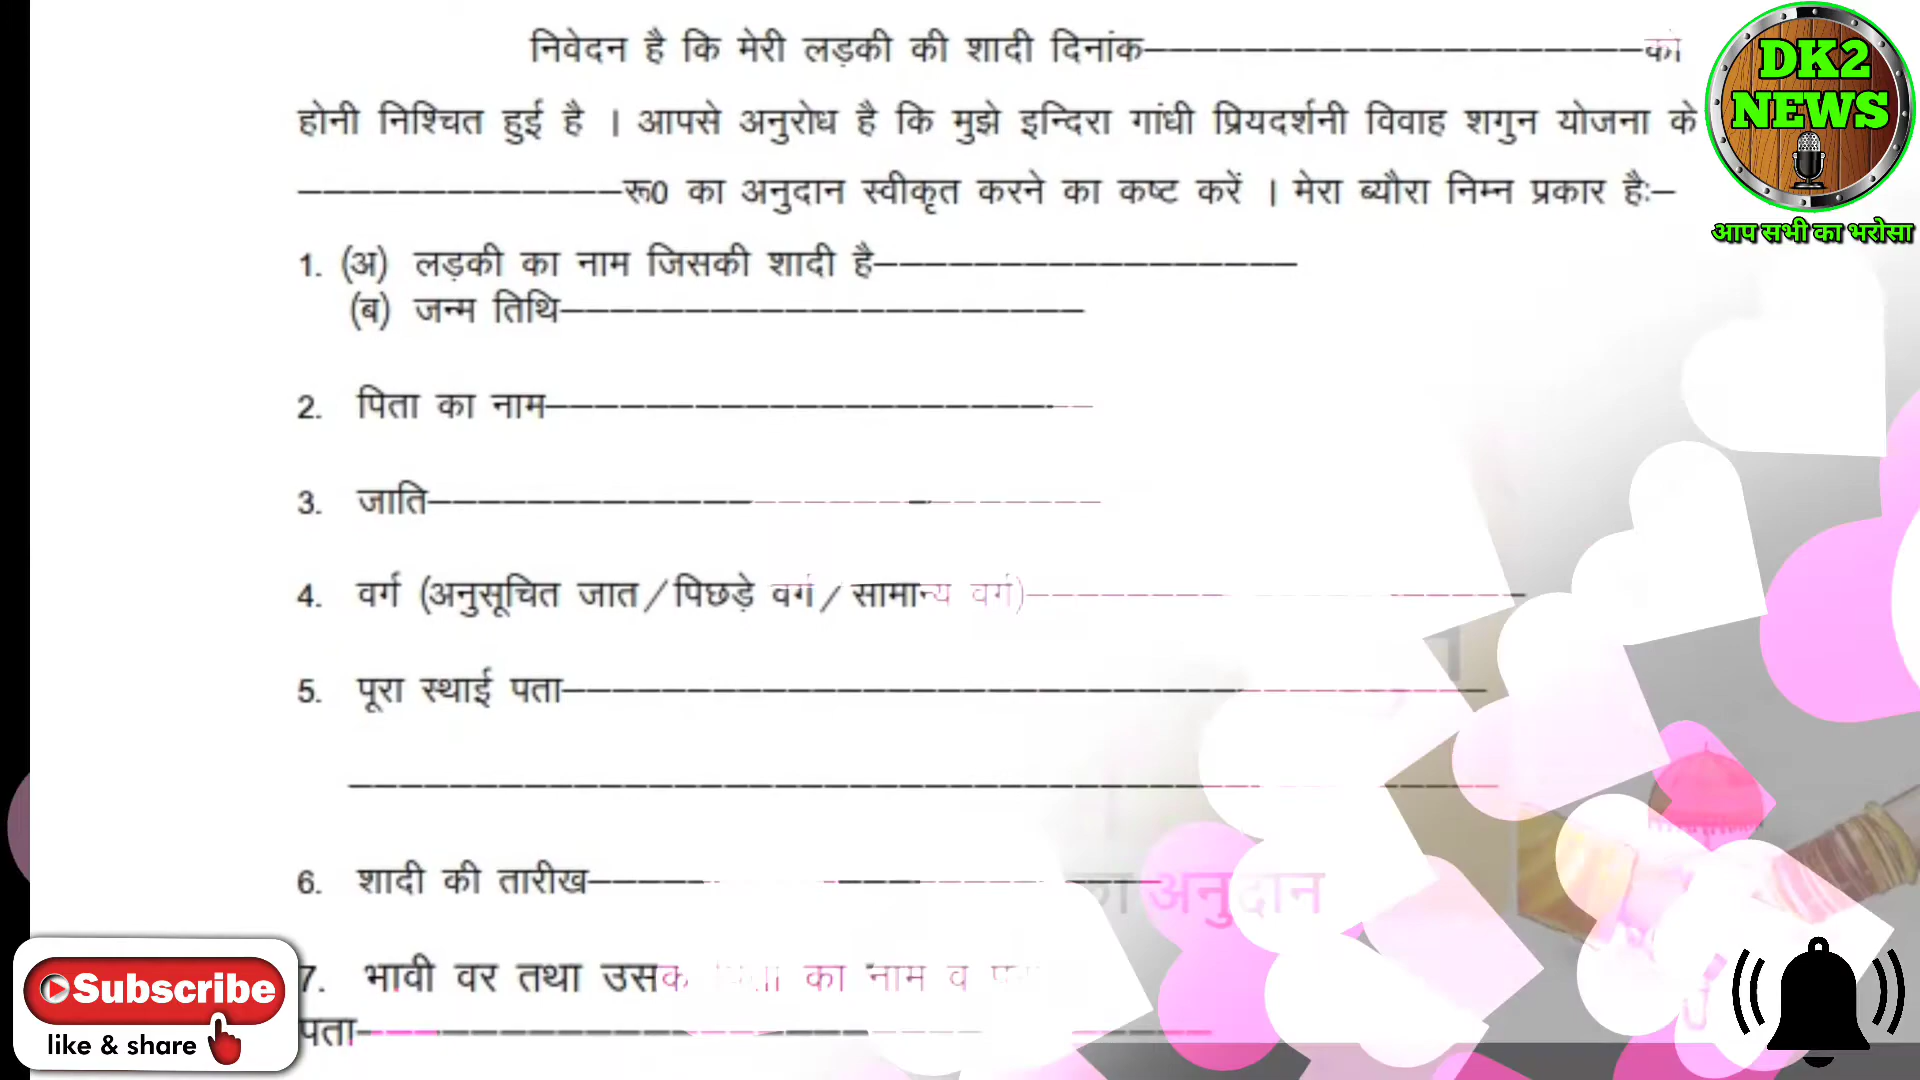 निवेदन है कि मेरी लड़की की शादी दिनांक–––––––––––––––––––को
होनी निश्चित हुई है । आपसे अनुरोध है कि मुझे इन्दिरा गांधी प्रियदर्शनी विवाह शगुन योजना के
–––––––––––––रू0 का अनुदान स्वीकृत करने का कष्ट करें । मेरा ब्यौरा निम्न प्रकार है:–
1. (अ) लड़की का नाम जिसकी शादी है–––––––––––––––––
(ब) जन्म तिथि–––––––––––––––––––––
2. पिता का नाम––––––––––––––––––––––
3. जाति–––––––––––––––––––––––––––
4. वर्ग (अनुसूचित जात/पिछड़े वर्ग/सामान्य वर्ग)––––––––––––––––––––
5. पूरा स्थाई पता–––––––––––––––––––––––––––––––––––––
––––––––––––––––––––––––––––––––––––––––––––––
6. शादी की तारीख–––––––––––––––––––––––
का अनुदान
7. भावी वर तथा उसके पिता का नाम व
पता––––––––––––––––––––––––––––––––––
DK2
NEWS
आप सभी का भरोसा
Subscribe
like & share